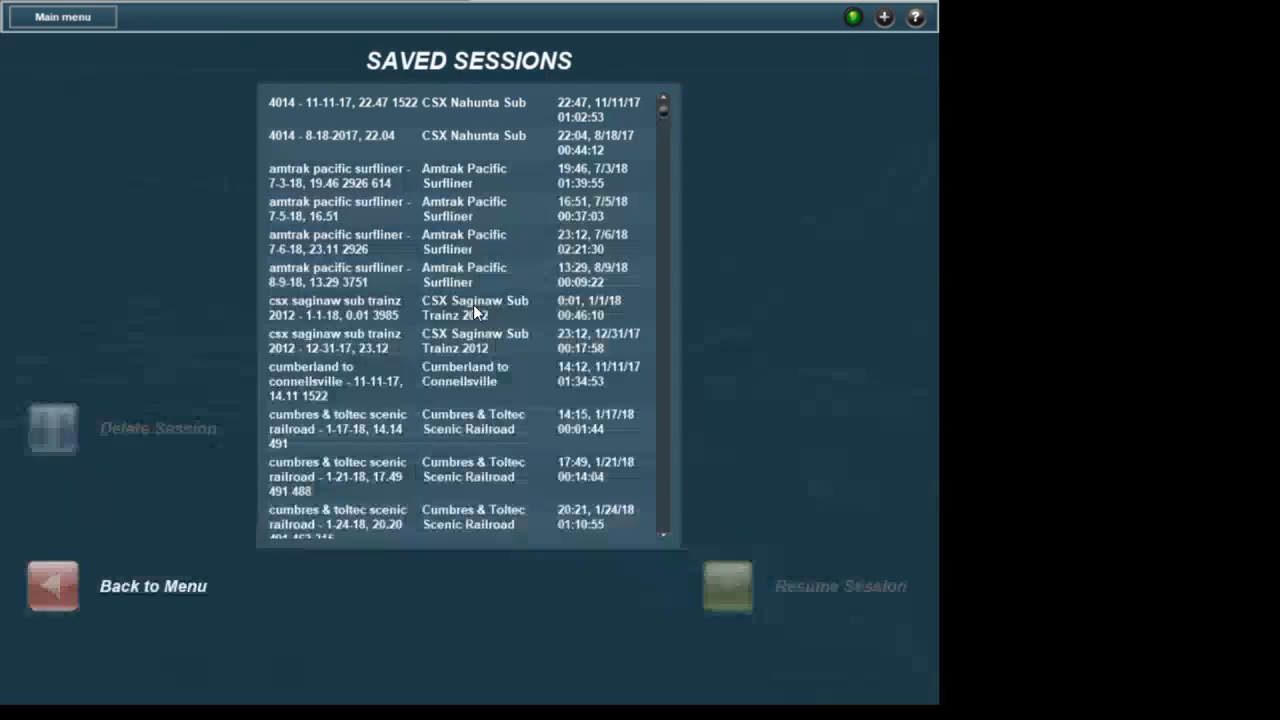 Main menu
SAVED SESSIONS
4014 - 11-11-17, 22.47 1522 CSX Nahunta Sub 22:47, 11/11/17
01:02:53
4014 - 8-18-2017, 22.04 CSX Nahunta Sub 22:04, 8/18/17
00:44:12
amtrak pacific surfliner - Amtrak Pacific 19:46, 7/3/18
7-3-18, 19.46 2926 614 Surfliner 01:39:55
amtrak pacific surfliner - Amtrak Pacific 16:51, 7/5/18
7-5-18, 16.51 Surfliner 00:37:03
amtrak pacific surfliner - Amtrak Pacific 23:12, 7/6/18
7-6-18, 23.11 2926 Surfliner 02:21:30
amtrak pacific surfliner - Amtrak Pacific 13:29, 8/9/18
8-9-18, 13.29 3751 Surfliner 00:09:22
csx saginaw sub trainz CSX Saginaw Sub 0:01, 1/1/18
2012 - 1-1-18, 0.01 3985 Trainz 2012 00:46:10
csx saginaw sub trainz CSX Saginaw Sub 23:12, 12/31/17
2012 - 12-31-17, 23.12 Trainz 2012 00:17:58
cumberland to Cumberland to 14:12, 11/11/17
connellsville - 11-11-17, Connellsville 01:34:53
14.11 1522
cumbres & toltec scenic Cumbres & Toltec 14:15, 1/17/18
railroad - 1-17-18, 14.14 Scenic Railroad 00:01:44
491
cumbres & toltec scenic Cumbres & Toltec 17:49, 1/21/18
railroad - 1-21-18, 17.49 Scenic Railroad 00:14:04
491 488
cumbres & toltec scenic Cumbres & Toltec 20:21, 1/24/18
railroad - 1-24-18, 20.20 Scenic Railroad 01:10:55
Delete Session
Back to Menu
Resume Session